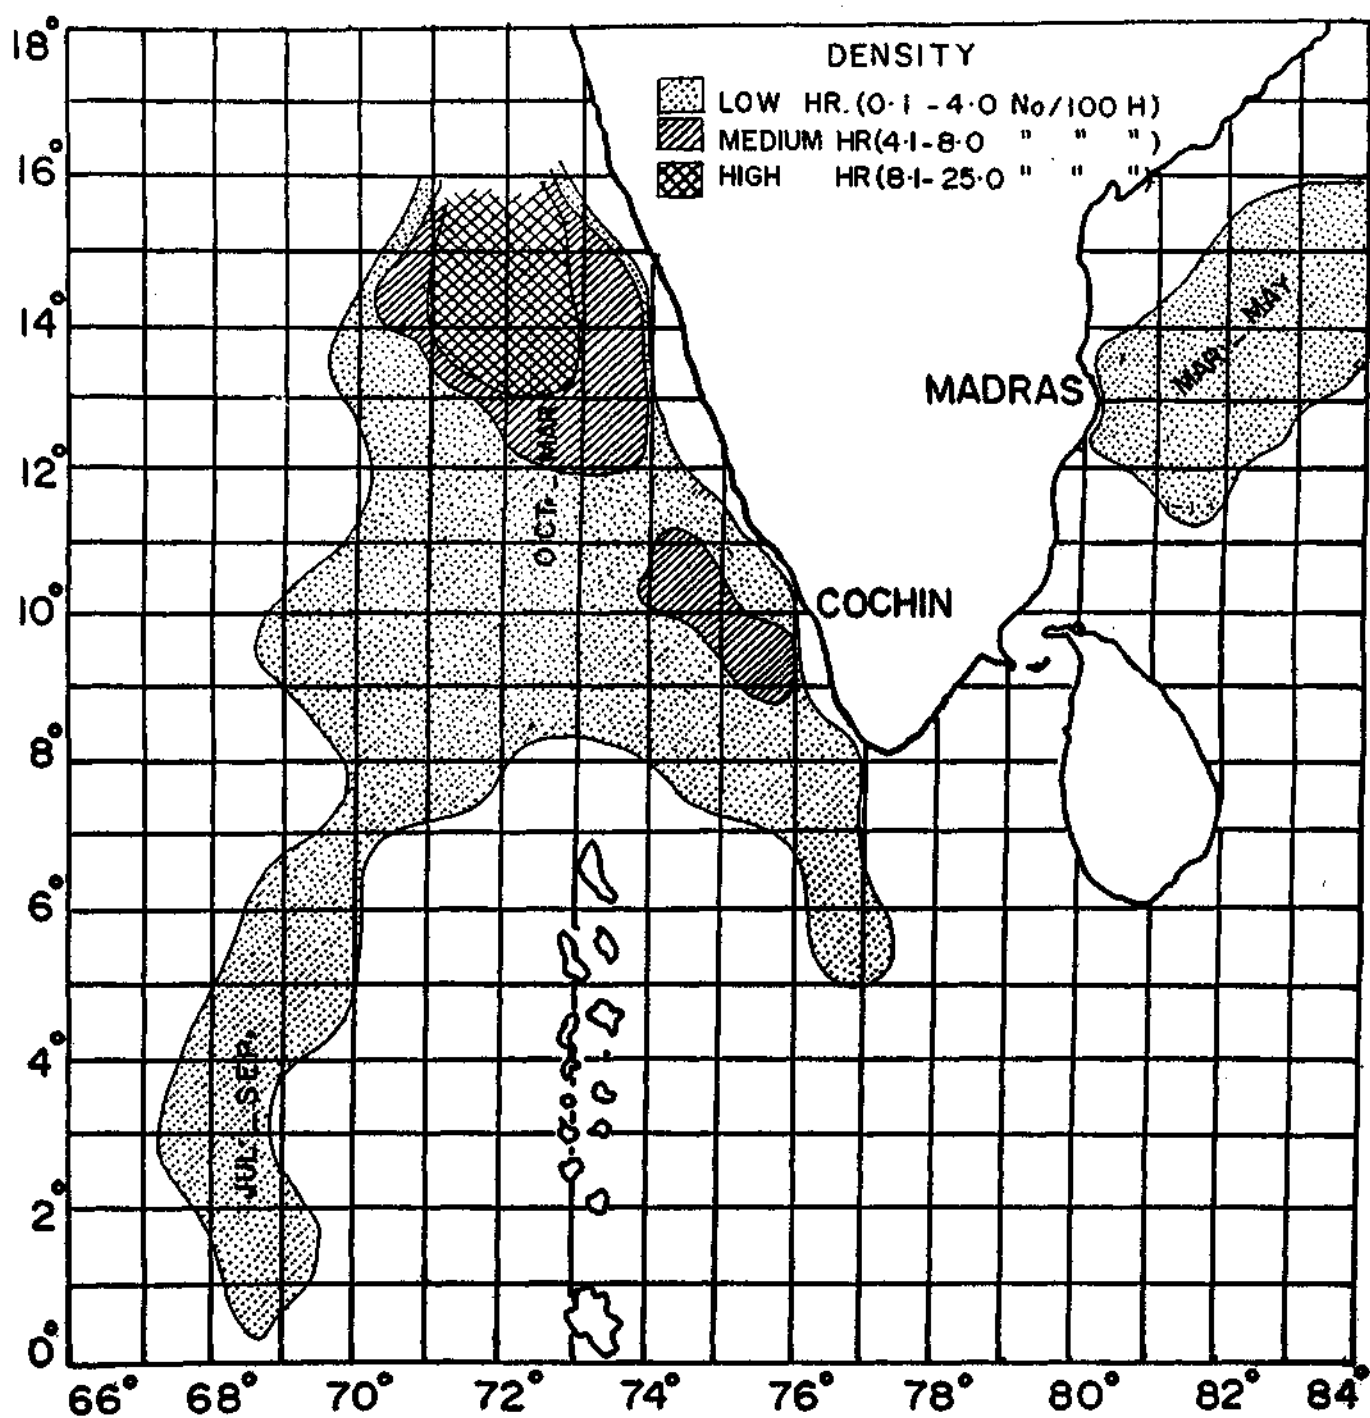 DENSITY
LOW HR. (0·1 - 4·0 No/100 H)
MEDIUM HR(4·1-8·0 " " ")
HIGH HR(8·1-25·0 " " ")
18°
16°
14°
12°
10°
8°
6°
4°
2°
0°
MADRAS
COCHIN
MAR.-MAY
OCT.-MAR
JUL-SEP.
66° 68° 70° 72° 74° 76° 78° 80° 82° 84°